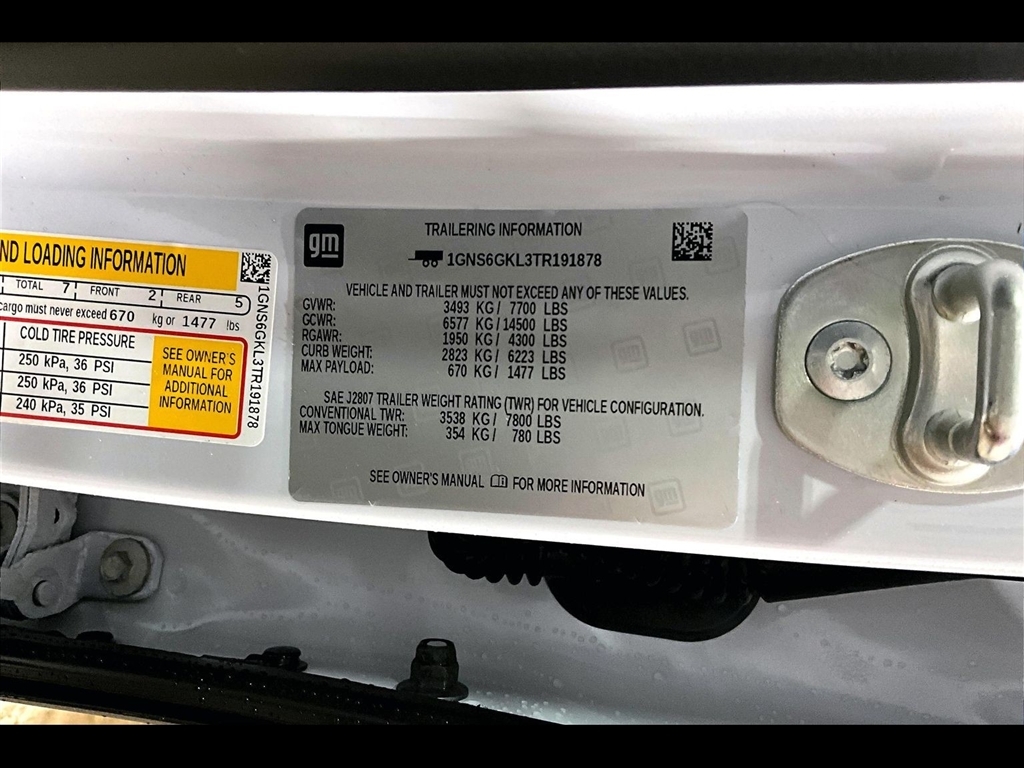 ND LOADING INFORMATION
TOTAL 7 FRONT 2 REAR 5
cargo must never exceed 670 kg or 1477 lbs
COLD TIRE PRESSURE
250 kPa, 36 PSI
250 kPa, 36 PSI
240 kPa, 35 PSI
SEE OWNER'S
MANUAL FOR
ADDITIONAL
INFORMATION
1GNS6GKL3TR191878
gm
TRAILERING INFORMATION
1GNS6GKL3TR191878
VEHICLE AND TRAILER MUST NOT EXCEED ANY OF THESE VALUES.
GVWR: 3493 KG/ 7700 LBS
GCWR: 6577 KG/ 14500 LBS
RGAWR: 1950 KG/ 4300 LBS
CURB WEIGHT: 2823 KG/ 6223 LBS
MAX PAYLOAD: 670 KG/ 1477 LBS
SAE J2807 TRAILER WEIGHT RATING (TWR) FOR VEHICLE CONFIGURATION.
CONVENTIONAL TWR: 3538 KG/ 7800 LBS
MAX TONGUE WEIGHT: 354 KG/ 780 LBS
SEE OWNER'S MANUAL FOR MORE INFORMATION